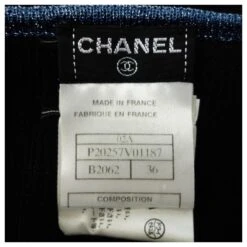 CHANEL
MADE IN FRANCE
FABRIQUE EN FRANCE
02A
P20257V01187
B2062 36
COMPOSITION